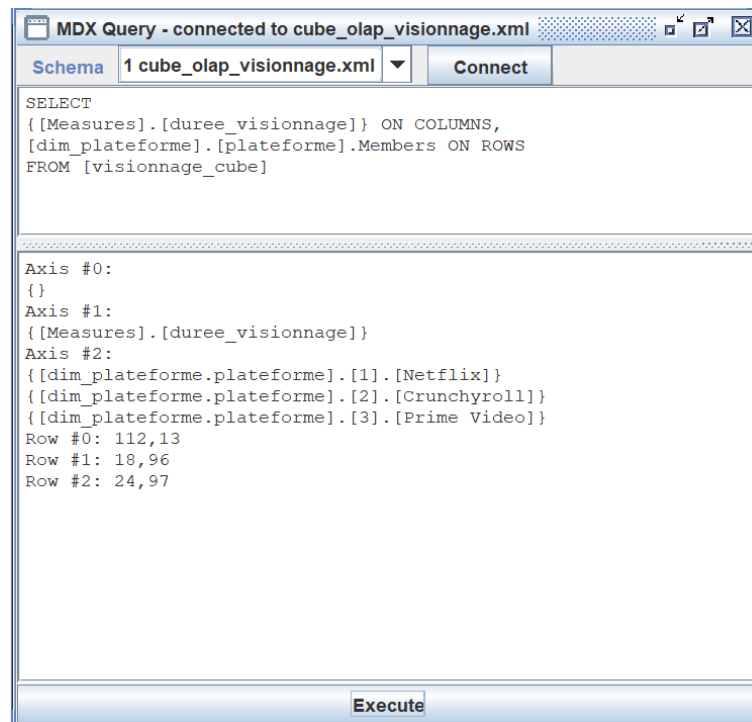 MDX Query - connected to cube_olap_visionnage.xml
Schema 1 cube_olap_visionnage.xml Connect
SELECT
{[Measures].[duree_visionnage]} ON COLUMNS,
[dim_plateforme].[plateforme].Members ON ROWS
FROM [visionnage_cube]
Axis #0:
{}
Axis #1:
{[Measures].[duree_visionnage]}
Axis #2:
{[dim_plateforme.plateforme].[1].[Netflix]}
{[dim_plateforme.plateforme].[2].[Crunchyroll]}
{[dim_plateforme.plateforme].[3].[Prime Video]}
Row #0: 112,13
Row #1: 18,96
Row #2: 24,97
Execute